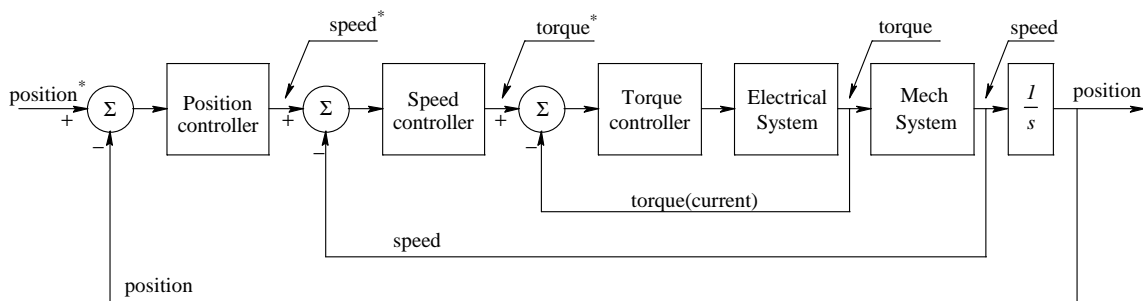 speed*
torque*
torque
speed
position*
+
−
Σ
Position
controller
+
−
Σ
Speed
controller
+
−
Σ
Torque
controller
Electrical
System
Mech
System
1
s
position
torque(current)
speed
position